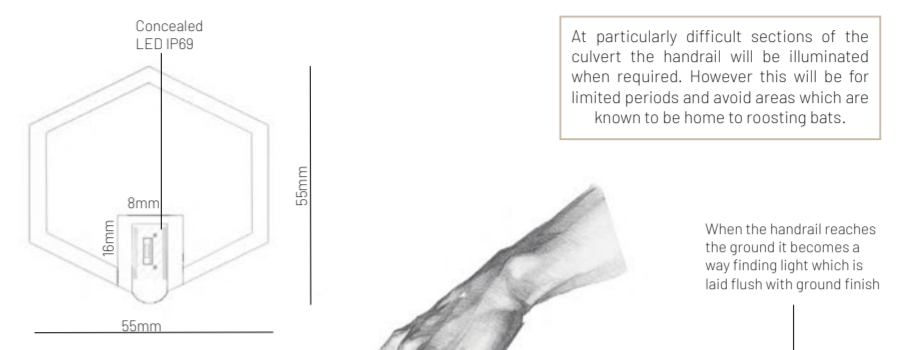 Concealed
LED IP69
8mm
16mm
55mm
55mm
At particularly difficult sections of the
culvert the handrail will be illuminated
when required. However this will be for
limited periods and avoid areas which are
known to be home to roosting bats.
When the handrail reaches
the ground it becomes a
way finding light which is
laid flush with ground finish